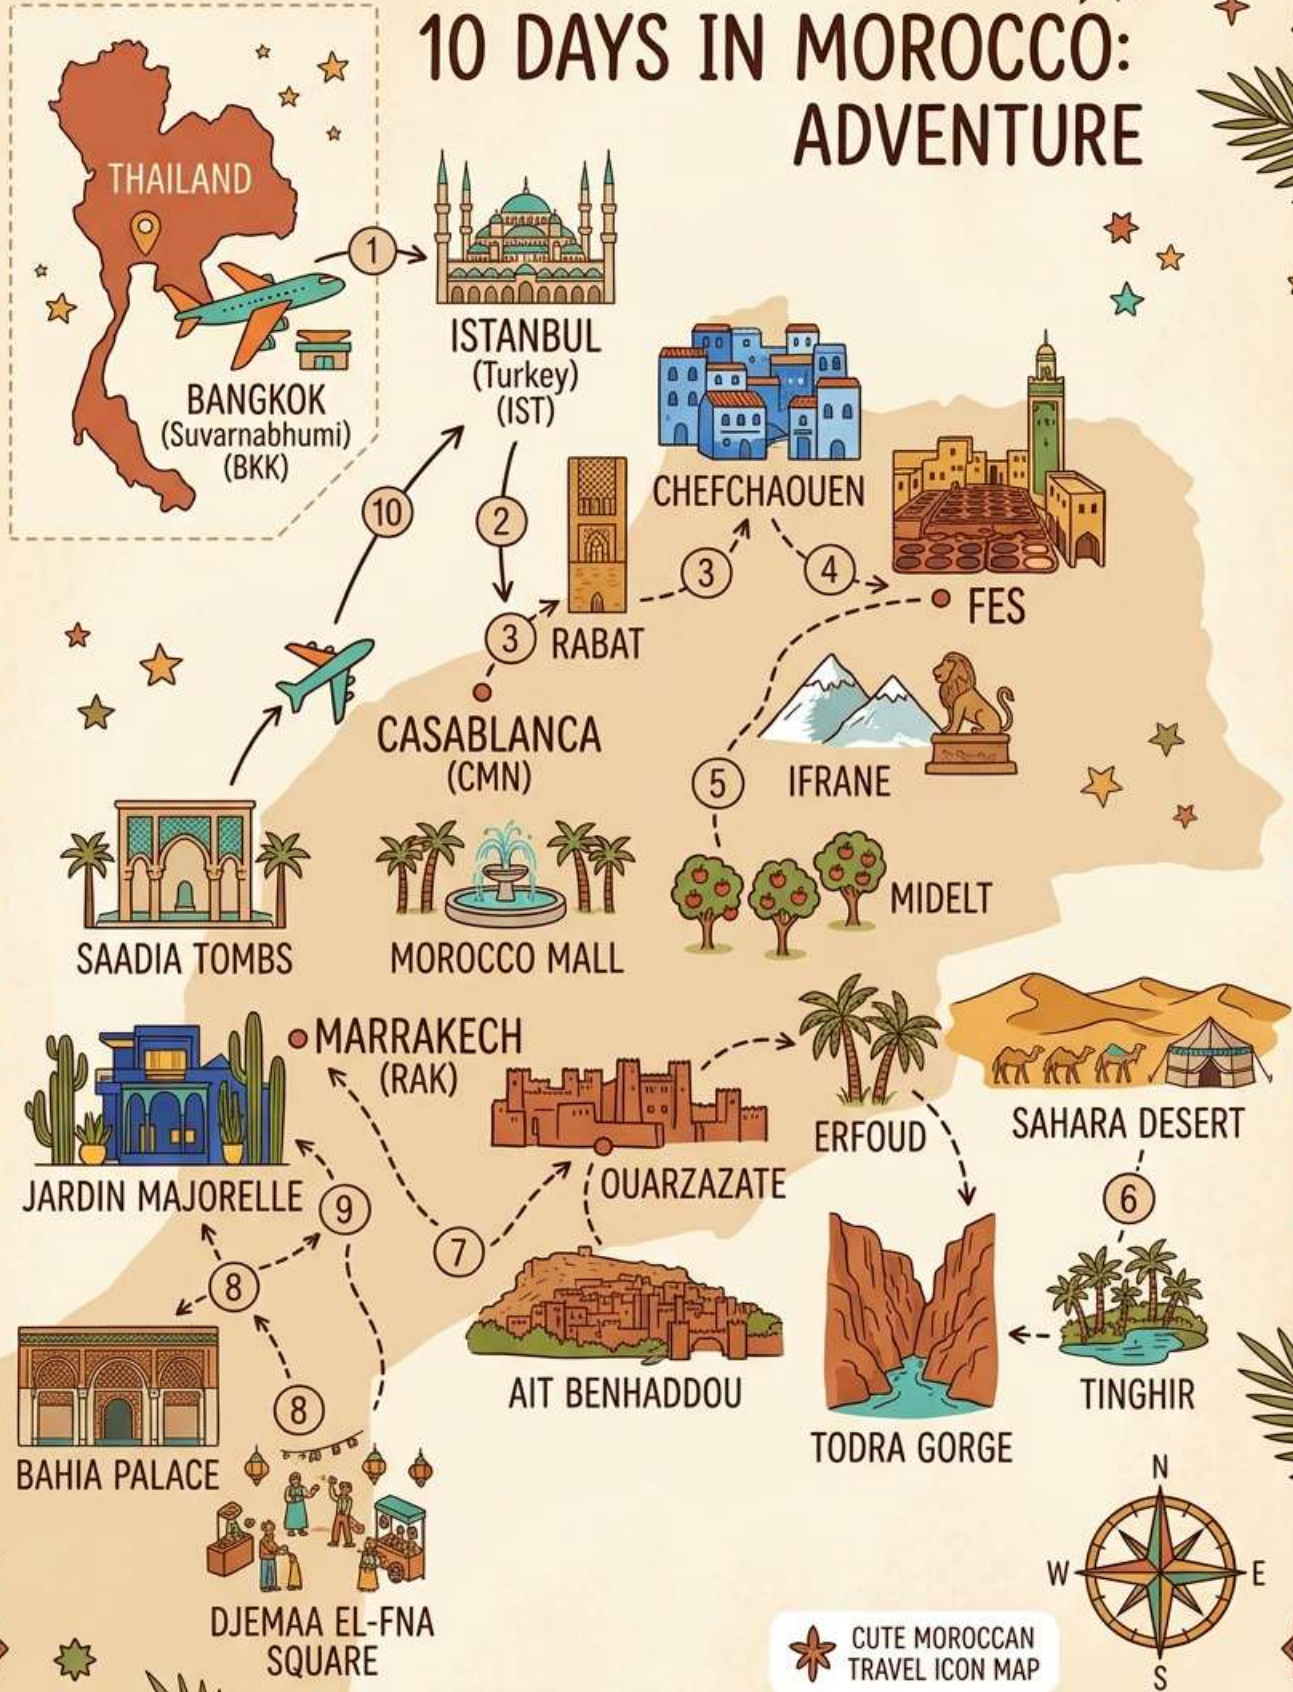 10 DAYS IN MOROCCO:
ADVENTURE
THAILAND
1
ISTANBUL
(Turkey)
(IST)
BANGKOK
(Suvarnabhumi)
(BKK)
10
2
CHEFCHAOUEN
3
4
FES
3
RABAT
CASABLANCA
(CMN)
5
IFRANE
SAADIA TOMBS
MOROCCO MALL
MIDELT
MARRAKECH
(RAK)
ERFOUD
SAHARA DESERT
JARDIN MAJORELLE
9
OUARZAZATE
6
7
8
8
BAHIA PALACE
AIT BENHADDOU
TODRA GORGE
TINGHIR
DJEMAA EL-FNA
SQUARE
N
W
E
S
CUTE MOROCCAN
TRAVEL ICON MAP